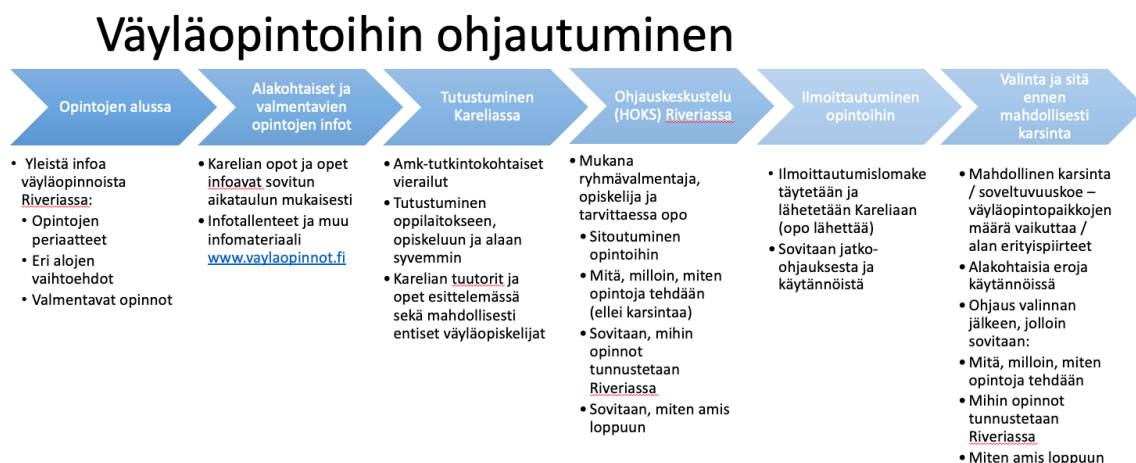 Väyläopintoihin ohjautuminen
Opintojen alussa
Alakohtaiset ja
valmentavien
opintojen infot
Tutustuminen
Kareliassa
Ohjauskeskustelu
(HOKS) Riveriassa
Ilmoittautuminen
opintoihin
Valinta ja sitä
ennen
mahdollisesti
karsinta
• Yleistä infoa
väyläopinnoista
Riveriassa:
• Opintojen
periaatteet
• Eri alojen
vaihtoehdot
• Valmentavat opinnot
• Karelian opot ja opet
infoavat sovitun
aikataulun mukaisesti
• Infotallenteet ja muu
infomateriaali
www.vaylaopinnot.fi
• Amk-tutkintokohtaiset
vierailut
• Tutustuminen
oppilaitokseen,
opiskeluun ja alaan
syvemmin
• Karelian tuutorit ja
opet esittelemässä
sekä mahdollisesti
entiset väyläopiskelijat
• Mukana
ryhmävalmentaja,
opiskelija ja
tarvittaessa opo
• Sitoutuminen
opintoihin
• Mitä, milloin, miten
opintoja tehdään
(ellei karsintaa)
• Sovitaan, mihin
opinnot
tunnustetaan
Riveriassa
• Sovitaan, miten amis
loppuun
• Ilmoittautumislomake
täytetään ja
lähetetään Kareliaan
(opo lähettää)
• Sovitaan jatko-
ohjauksesta ja
käytännöistä
• Mahdollinen karsinta
/ soveltuvuuskoe –
väyläopintopaikkojen
määrä vaikuttaa /
alan erityispiirteet
• Alakohtaisia eroja
käytännöissä
• Ohjaus valinnan
jälkeen, jolloin
sovitaan:
• Mitä, milloin, miten
opintoja tehdään
• Mihin opinnot
tunnustetaan
Riveriassa
• Miten amis loppuun